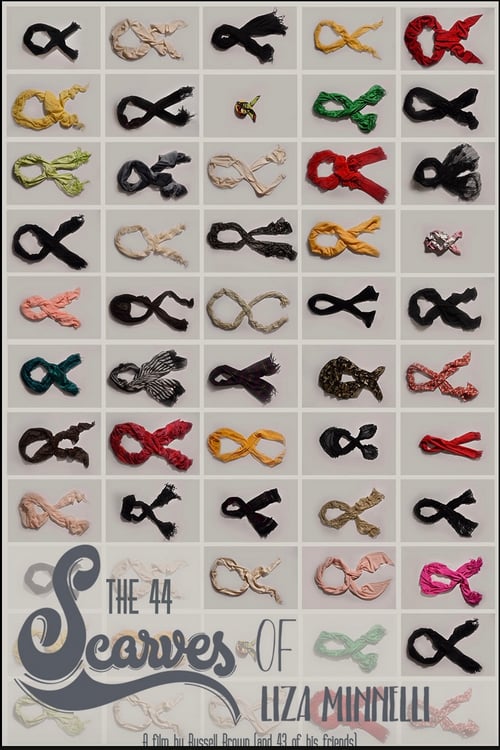 THE 44
Scarves OF
LIZA MINNELLI
A film by Russell Brown (and 43 of his friends)